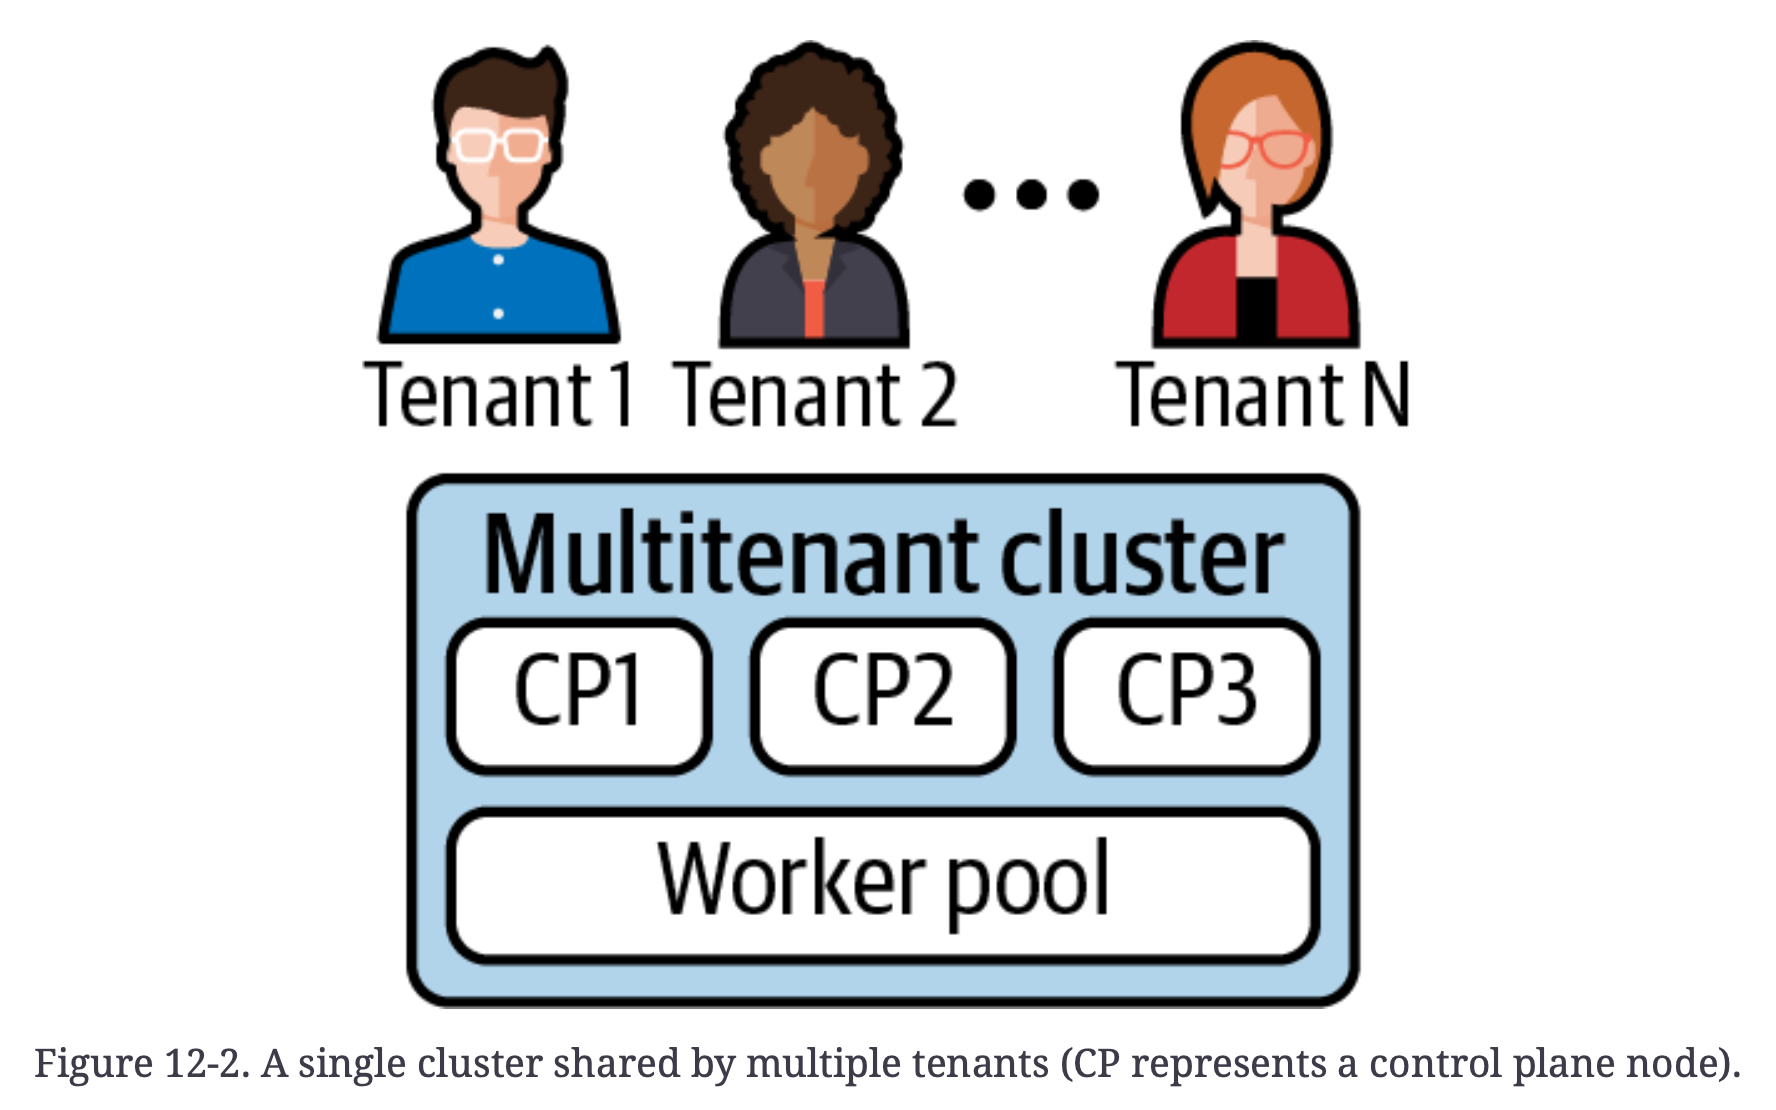 Tenant 1 Tenant 2 Tenant N
Multitenant cluster
CP1 CP2 CP3
Worker pool
Figure 12-2. A single cluster shared by multiple tenants (CP represents a control plane node).